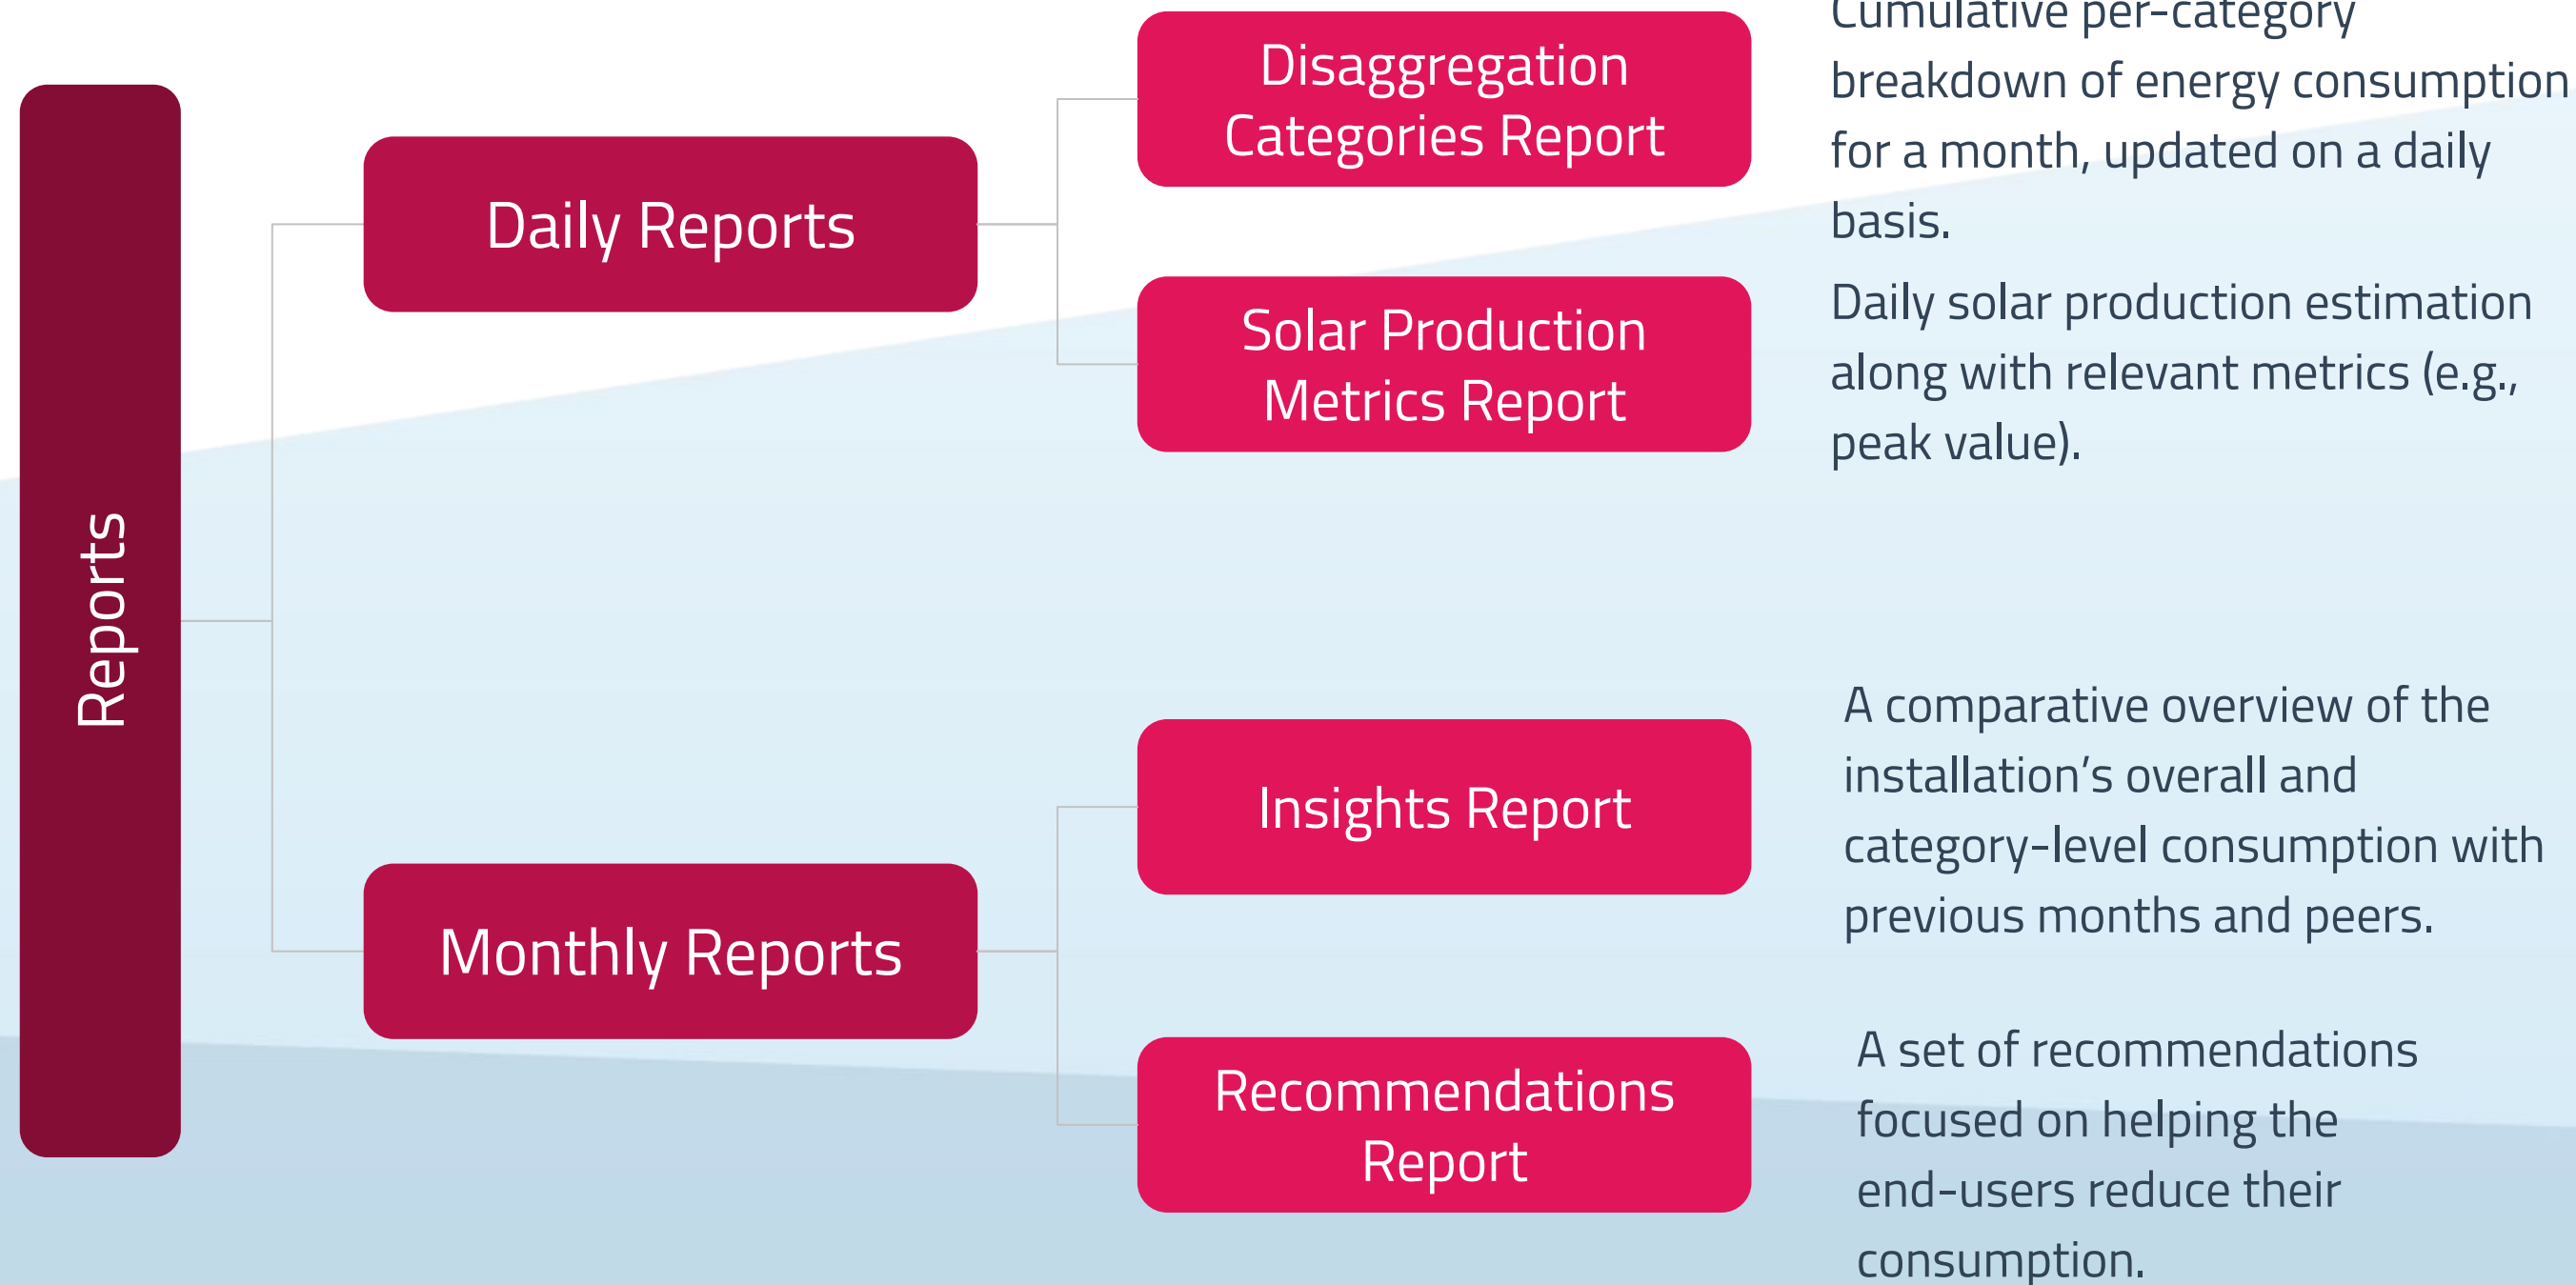 Reports
Daily Reports
Disaggregation
Categories Report
Cumulative per-category
breakdown of energy consumption
for a month, updated on a daily
basis.
Solar Production
Metrics Report
Daily solar production estimation
along with relevant metrics (e.g.,
peak value).
Monthly Reports
Insights Report
A comparative overview of the
installation’s overall and
category-level consumption with
previous months and peers.
Recommendations
Report
A set of recommendations
focused on helping the
end-users reduce their
consumption.